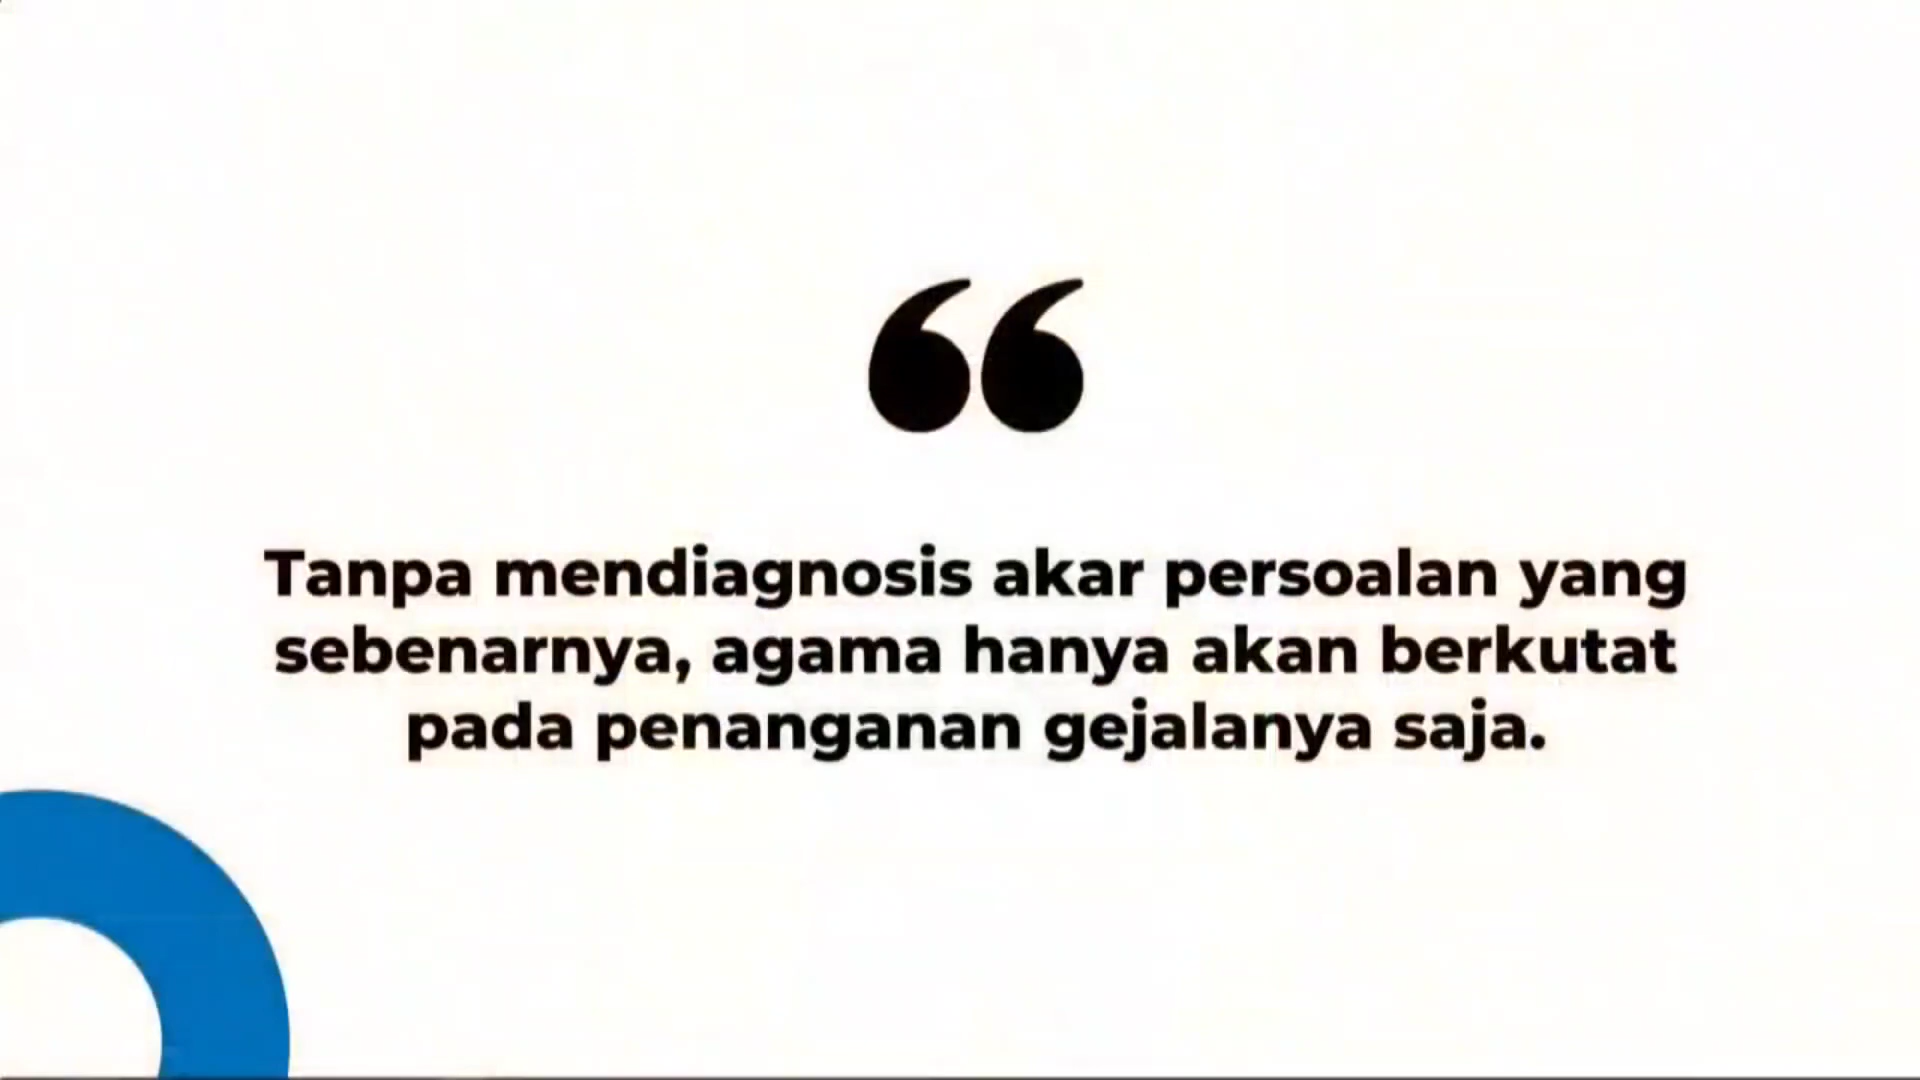 “
Tanpa mendiagnosis akar persoalan yang
sebenarnya, agama hanya akan berkutat
pada penanganan gejalanya saja.